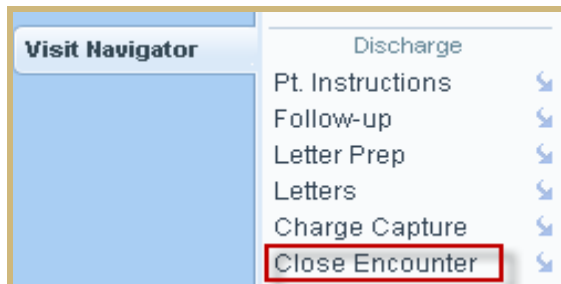 Visit Navigator
Discharge
Pt. Instructions
Follow-up
Letter Prep
Letters
Charge Capture
Close Encounter